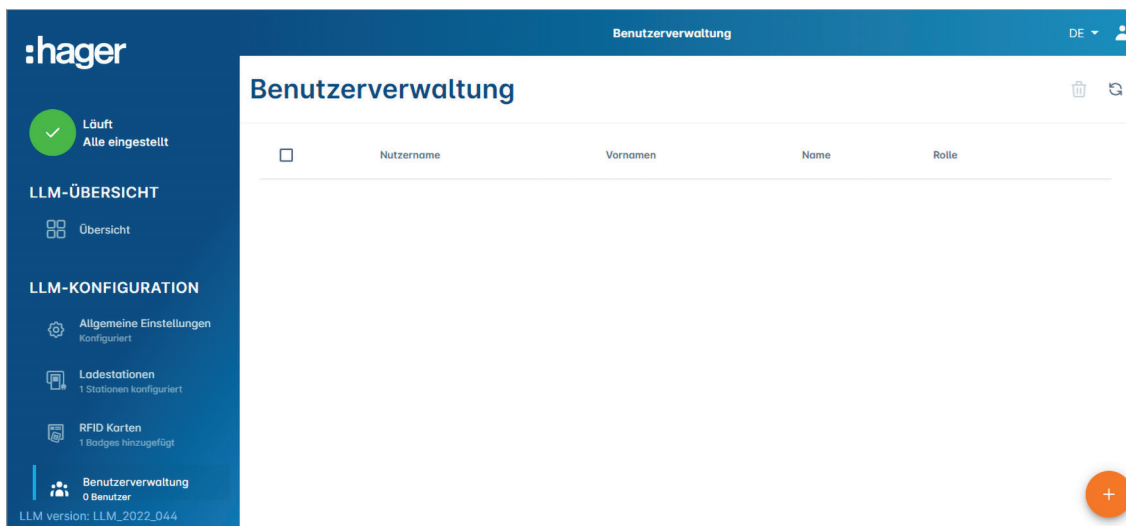 :hager
Benutzerverwaltung
DE
Benutzerverwaltung
Läuft
Alle eingestellt
Nutzername Vornamen Name Rolle
LLM-ÜBERSICHT
Übersicht
LLM-KONFIGURATION
Allgemeine Einstellungen
Konfiguriert
Ladestationen
1 Stationen konfiguriert
RFID Karten
1 Badges hinzugefügt
Benutzerverwaltung
0 Benutzer
LLM version: LLM_2022_044
+